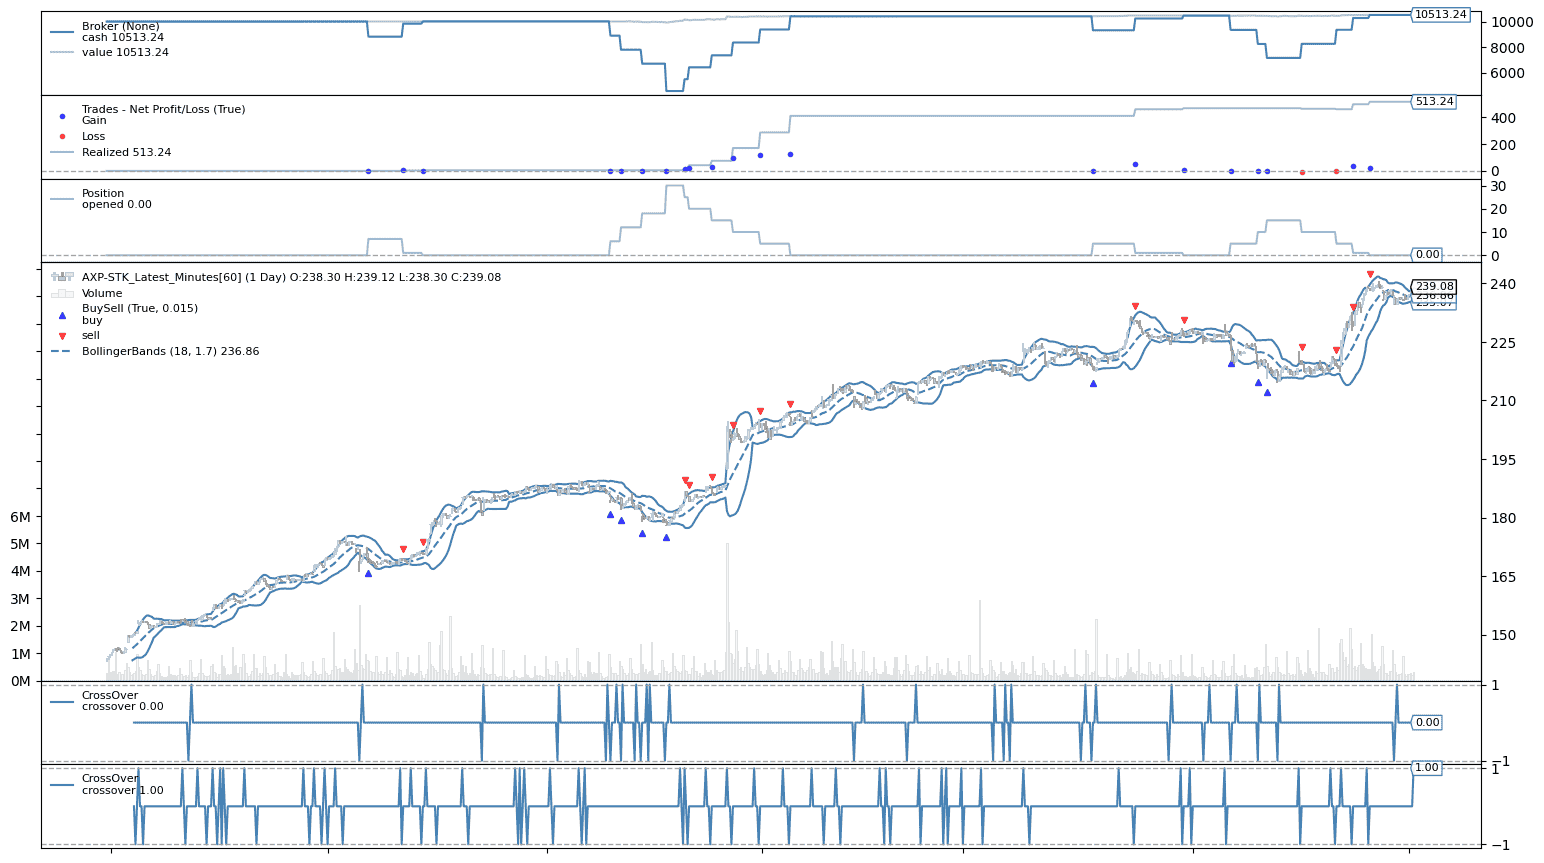 Broker (None)
cash 10513.24
value 10513.24
10513.24
10000
8000
6000
Trades - Net Profit/Loss (True)
Gain
Loss
Realized 513.24
513.24
400
200
0
Position
opened 0.00
30
20
10
0
0.00
AXP-STK_Latest_Minutes[60] (1 Day) O:238.30 H:239.12 L:238.30 C:239.08
Volume
BuySell (True, 0.015)
buy
sell
BollingerBands (18, 1.7) 236.86
239.08
236.86
240
225
210
195
180
165
150
6M
5M
4M
3M
2M
1M
0M
CrossOver
crossover 0.00
1
0.00
−1
CrossOver
crossover 1.00
1.00
1
−1